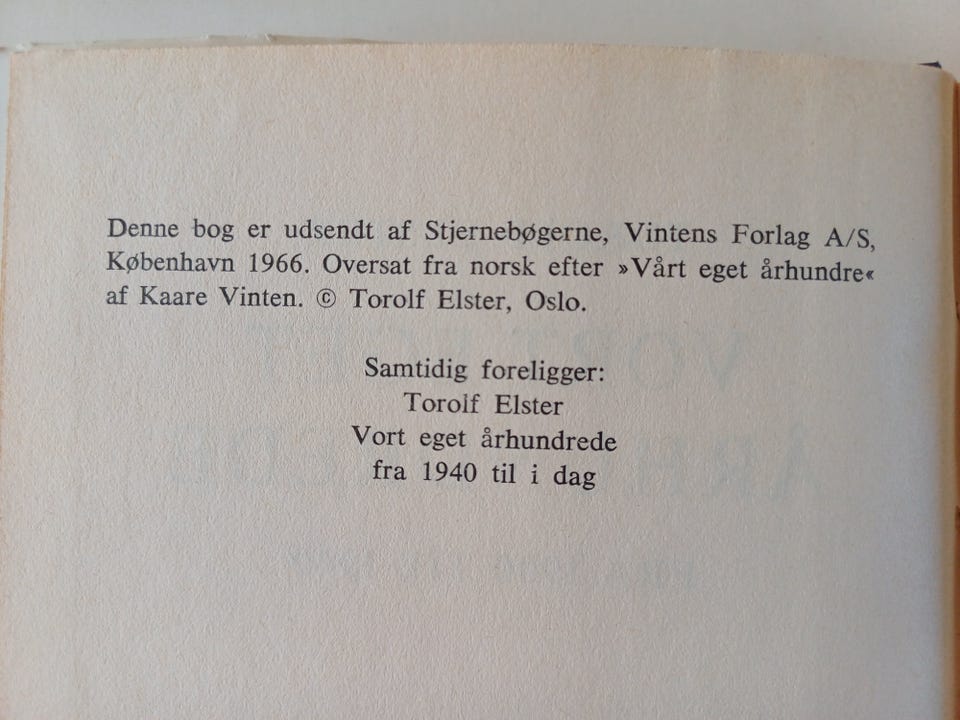 Denne bog er udsendt af Stjernebøgerne, Vintens Forlag A/S,
København 1966. Oversat fra norsk efter »Vårt eget århundre«
af Kaare Vinten. © Torolf Elster, Oslo.
Samtidig foreligger:
Torolf Elster
Vort eget århundrede
fra 1940 til i dag